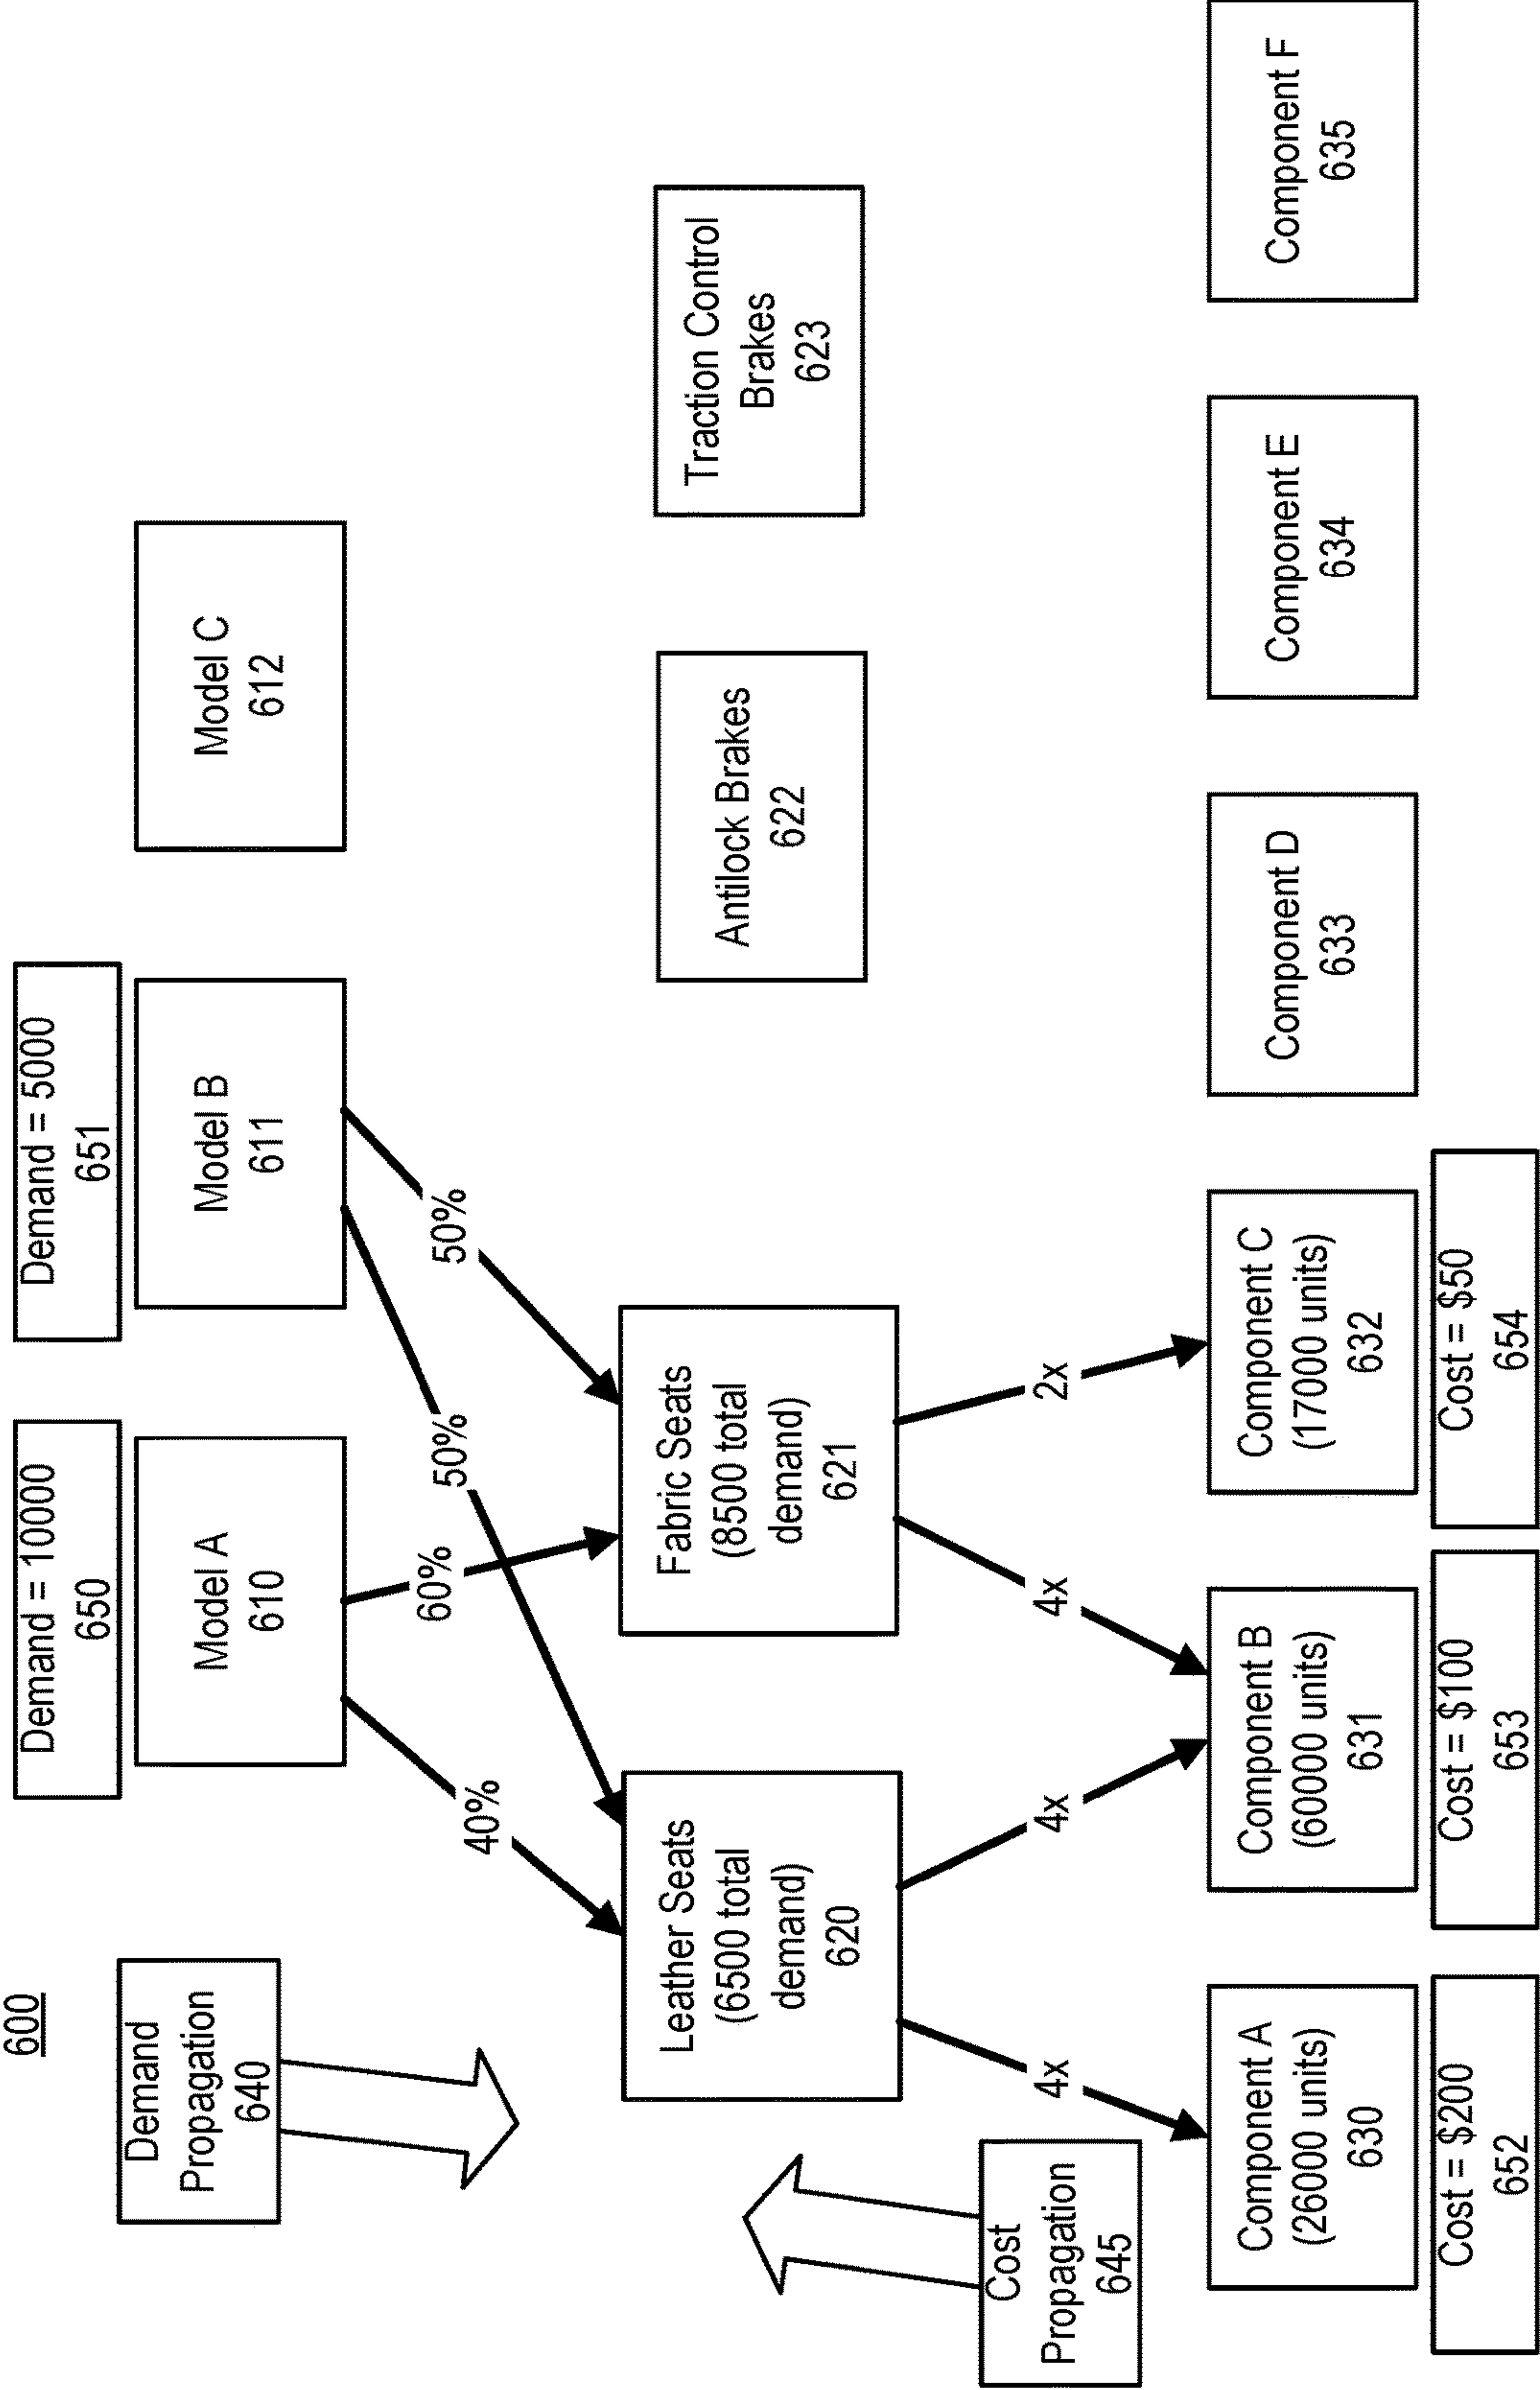 600
Demand
Propagation
640
Demand = 10000
650
Demand = 5000
651
Model A
610
Model B
611
Model C
612
40%
60%
50%
50%
Leather Seats
(6500 total
demand)
620
Fabric Seats
(8500 total
demand)
621
Antilock Brakes
622
Traction Control
Brakes
623
Cost
Propagation
645
4x
4x
4x
2x
Component A
(26000 units)
630
Component B
(60000 units)
631
Component C
(17000 units)
632
Component D
633
Component E
634
Component F
635
Cost = $200
652
Cost = $100
653
Cost = $50
654